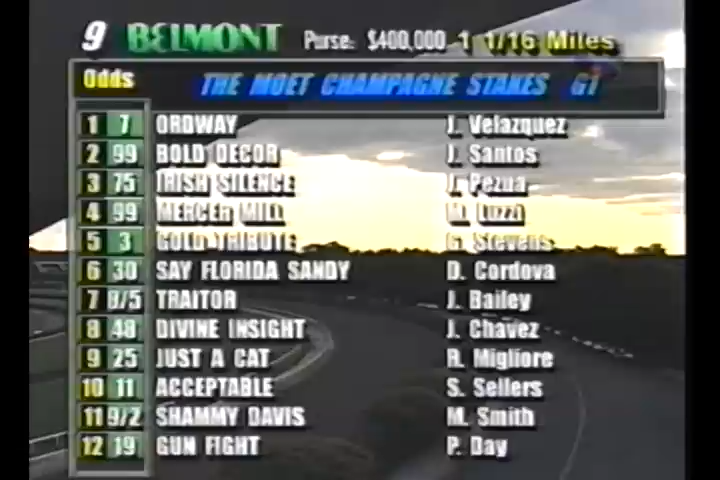 9 BELMONT Purse: $400,000 1 1/16 Miles
Odds THE MOET CHAMPAGNE STAKES G1
1 7 ORDWAY J. Velazquez
2 99 BOLD DECOR J. Santos
3 75 IRISH SILENCE J. Pezua
4 99 MERCER MILL M. Luzzi
5 3 GOLD TRIBUTE G. Stevens
6 30 SAY FLORIDA SANDY D. Cordova
7 8/5 TRAITOR J. Bailey
8 48 DIVINE INSIGHT J. Chavez
9 25 JUST A CAT R. Migliore
10 11 ACCEPTABLE S. Sellers
11 9/2 SHAMMY DAVIS M. Smith
12 19 GUN FIGHT P. Day